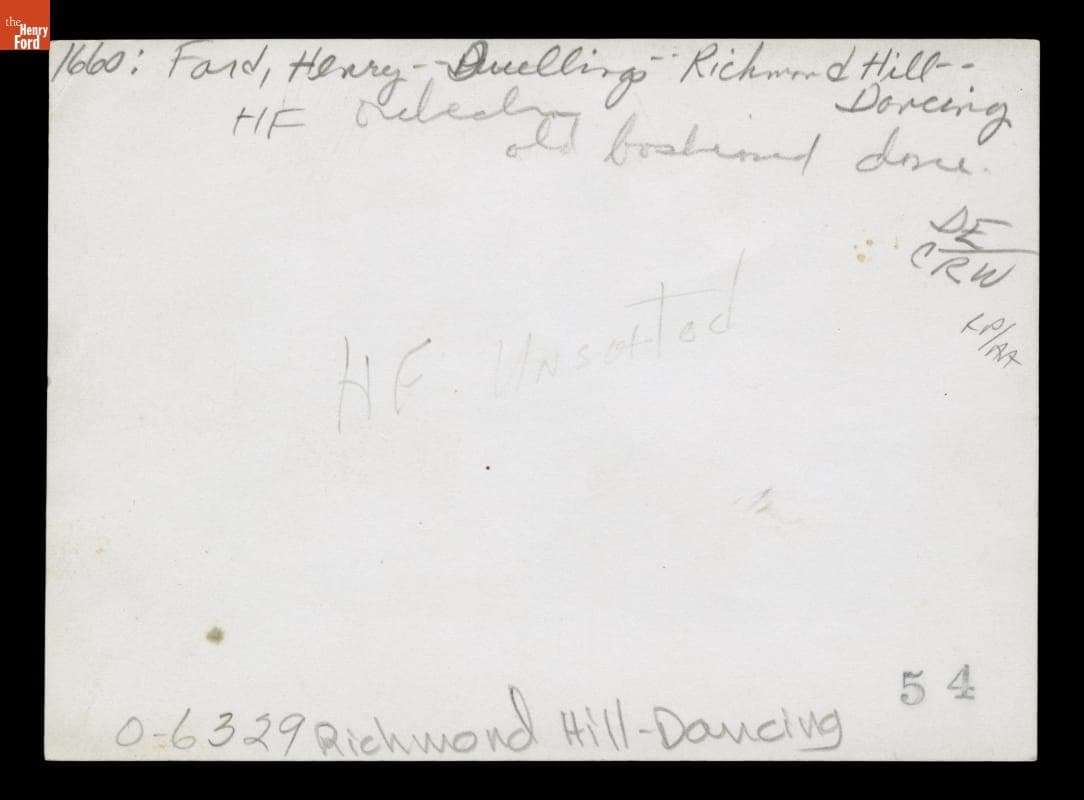 the
Henry
Ford
1660: Ford, Henry--Dwellings--Richmond Hill--
Dancing
HF
old fashioned dance.
DE
CRW
HF Unsorted
54
0-6329 Richmond Hill-Dancing